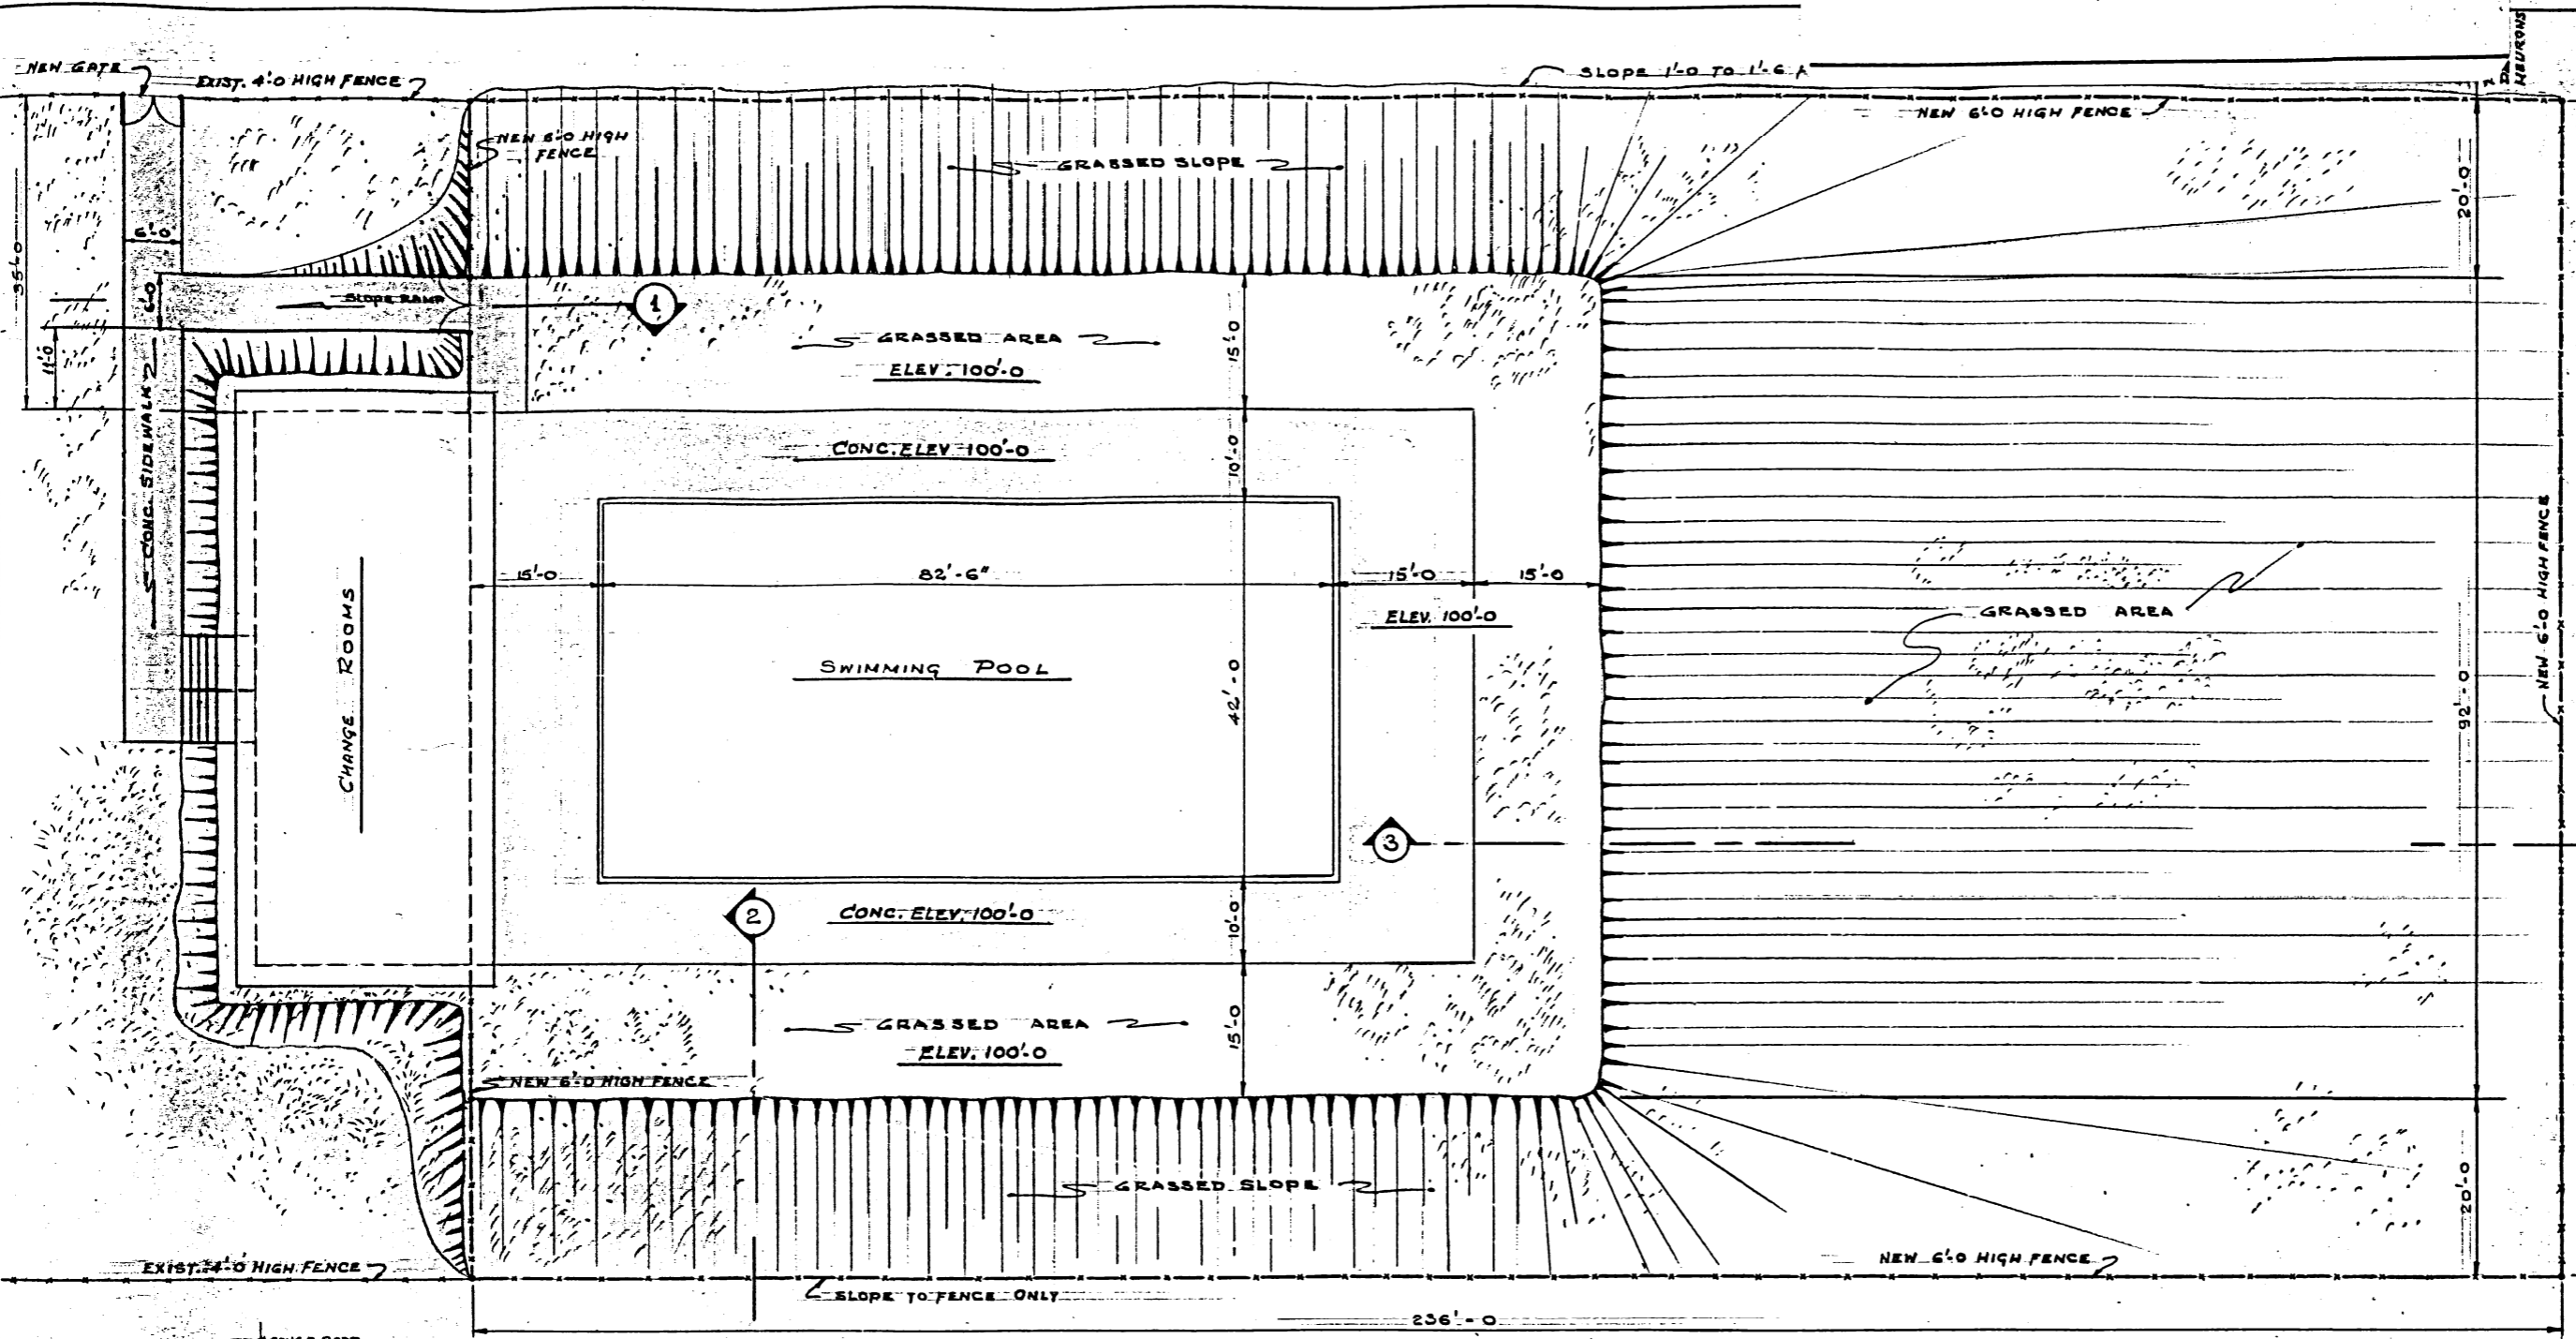 NEW GATE
EXIST. 4'-0 HIGH FENCE
SLOPE 1'-0 TO 1'-6
NEW 6'-0 HIGH FENCE
NEW 6'-0 HIGH
FENCE
GRASSED SLOPE
20'-0
6'-0
35'-0
SLOPE RAMP
6'-0
1
GRASSED AREA
ELEV. 100'-0
15'-0
11'-0
CONC. SIDEWALK
CONC. ELEV 100'-0
10'-0
CHANGE ROOMS
15'-0
82'-6"
15'-0
15'-0
ELEV. 100'-0
SWIMMING POOL
42'-0
GRASSED AREA
NEW 6'-0 HIGH FENCE
92'-0
3
2
CONC. ELEV. 100'-0
10'-0
GRASSED AREA
ELEV. 100'-0
15'-0
NEW 6'-0 HIGH FENCE
GRASSED SLOPE
20'-0
EXIST. 4'-0 HIGH FENCE
NEW 6'-0 HIGH FENCE
SLOPE TO FENCE ONLY
236'-0